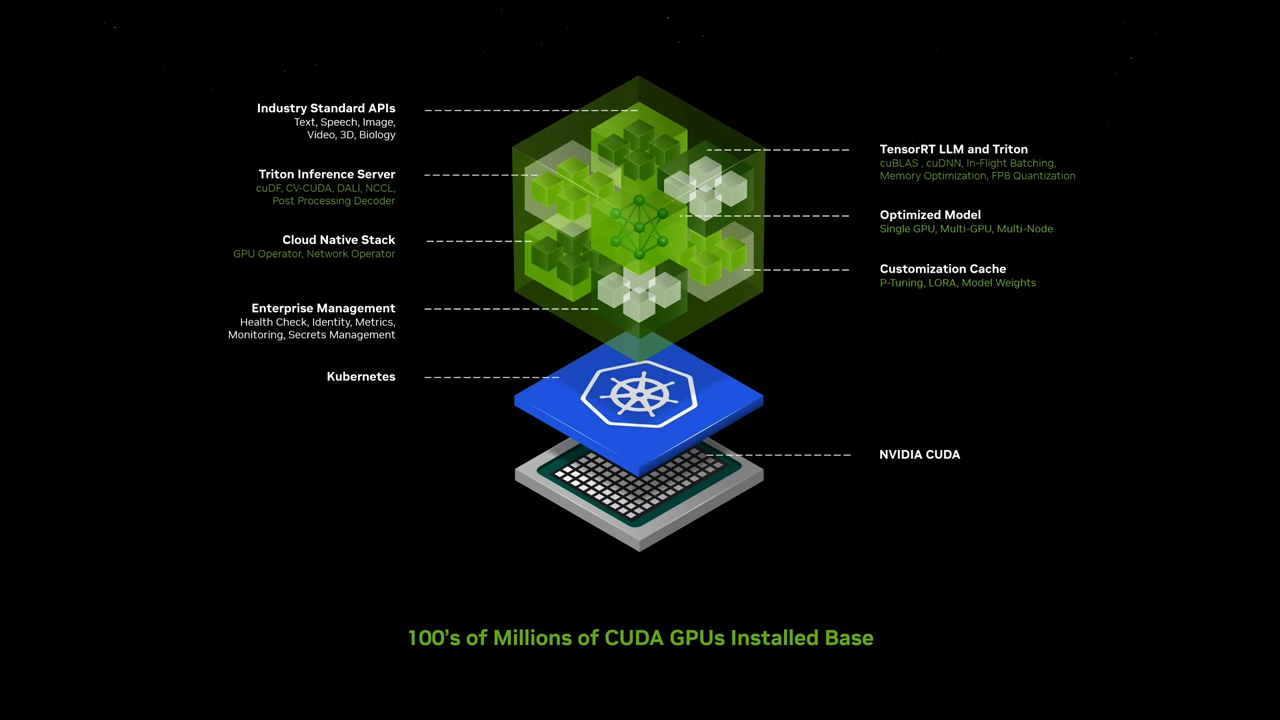 Industry Standard APIs
Text, Speech, Image,
Video, 3D, Biology
Triton Inference Server
cuDF, CV-CUDA, DALI, NCCL,
Post Processing Decoder
Cloud Native Stack
GPU Operator, Network Operator
Enterprise Management
Health Check, Identity, Metrics,
Monitoring, Secrets Management
Kubernetes
TensorRT LLM and Triton
cuBLAS , cuDNN, In-Flight Batching,
Memory Optimization, FP8 Quantization
Optimized Model
Single GPU, Multi-GPU, Multi-Node
Customization Cache
P-Tuning, LORA, Model Weights
NVIDIA CUDA
100’s of Millions of CUDA GPUs Installed Base